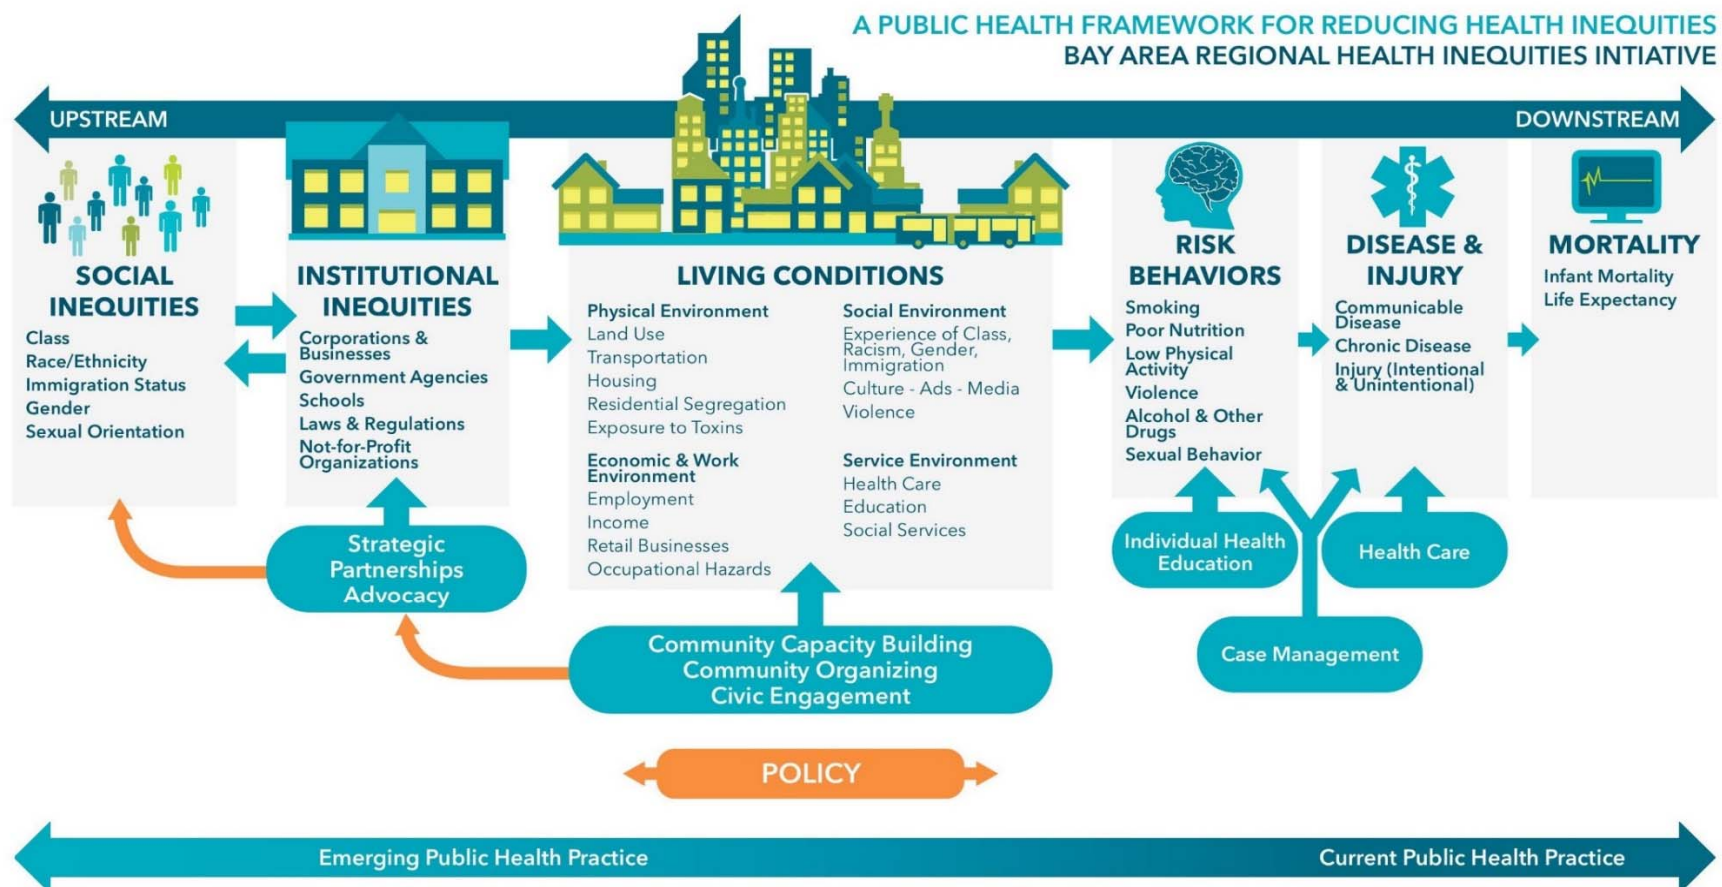 A PUBLIC HEALTH FRAMEWORK FOR REDUCING HEALTH INEQUITIES
BAY AREA REGIONAL HEALTH INEQUITIES INTIATIVE
UPSTREAM
DOWNSTREAM
SOCIAL
INEQUITIES
Class
Race/Ethnicity
Immigration Status
Gender
Sexual Orientation
INSTITUTIONAL
INEQUITIES
Corporations &
Businesses
Government Agencies
Schools
Laws & Regulations
Not-for-Profit
Organizations
LIVING CONDITIONS
Physical Environment
Land Use
Transportation
Housing
Residential Segregation
Exposure to Toxins
Economic & Work
Environment
Employment
Income
Retail Businesses
Occupational Hazards
Social Environment
Experience of Class,
Racism, Gender,
Immigration
Culture - Ads - Media
Violence
Service Environment
Health Care
Education
Social Services
RISK
BEHAVIORS
Smoking
Poor Nutrition
Low Physical
Activity
Violence
Alcohol & Other
Drugs
Sexual Behavior
DISEASE &
INJURY
Communicable
Disease
Chronic Disease
Injury (Intentional
& Unintentional)
MORTALITY
Infant Mortality
Life Expectancy
Strategic
Partnerships
Advocacy
Individual Health
Education
Health Care
Community Capacity Building
Community Organizing
Civic Engagement
Case Management
POLICY
Emerging Public Health Practice
Current Public Health Practice